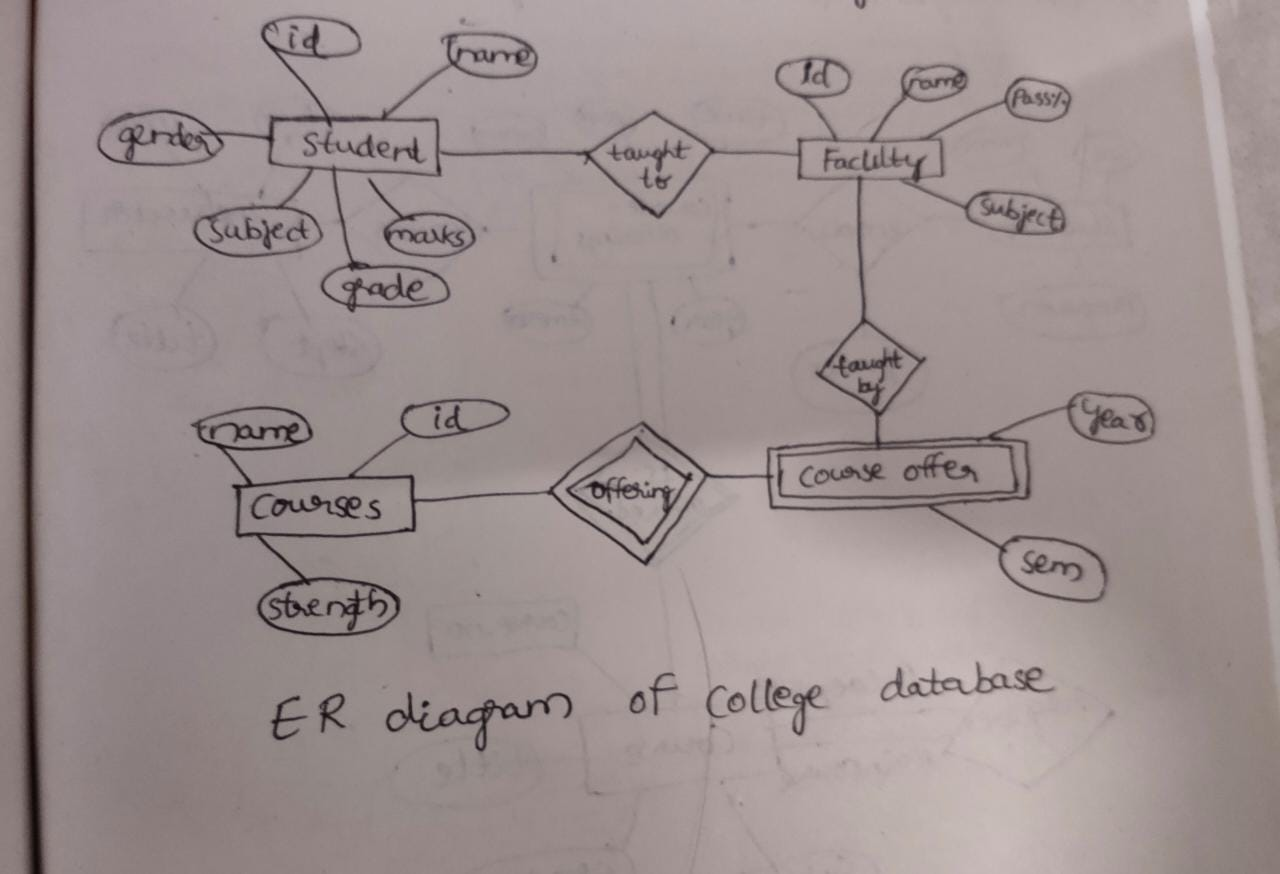 id
name
Id
name
Pass%
gender
Student
taught
to
Faculty
subject
marks
subject
grade
taught
by
name
id
year
Courses
offering
course offer
sem
strength
ER diagram of college database